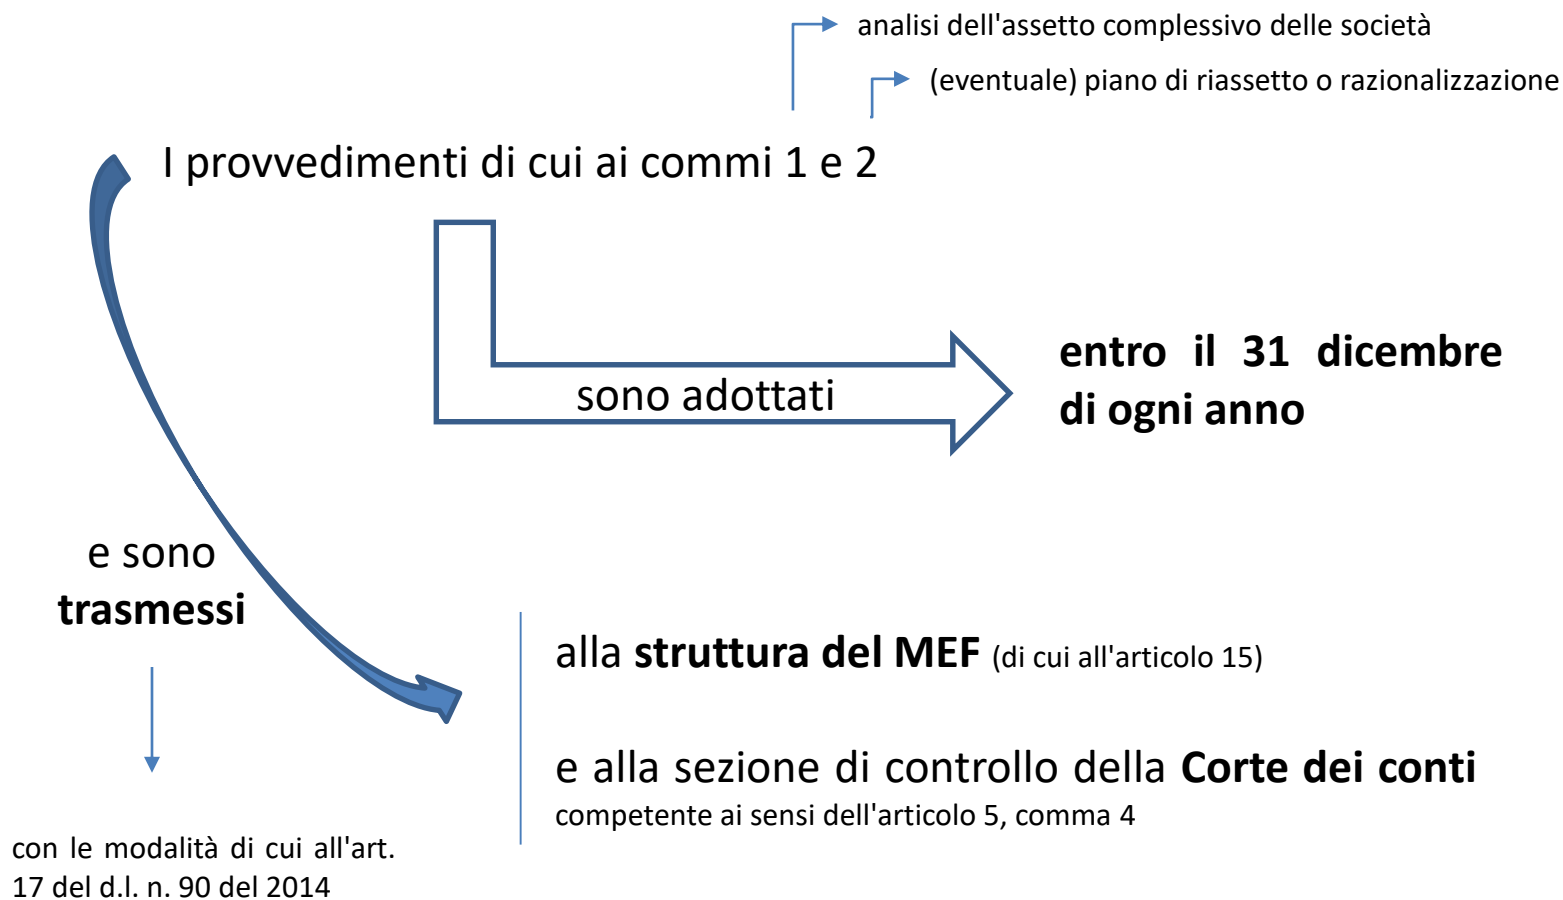 analisi dell'assetto complessivo delle società
(eventuale) piano di riassetto o razionalizzazione
I provvedimenti di cui ai commi 1 e 2
sono adottati
entro il 31 dicembre
di ogni anno
e sono
trasmessi
alla struttura del MEF (di cui all'articolo 15)
e alla sezione di controllo della Corte dei conti
competente ai sensi dell'articolo 5, comma 4
con le modalità di cui all'art.
17 del d.l. n. 90 del 2014